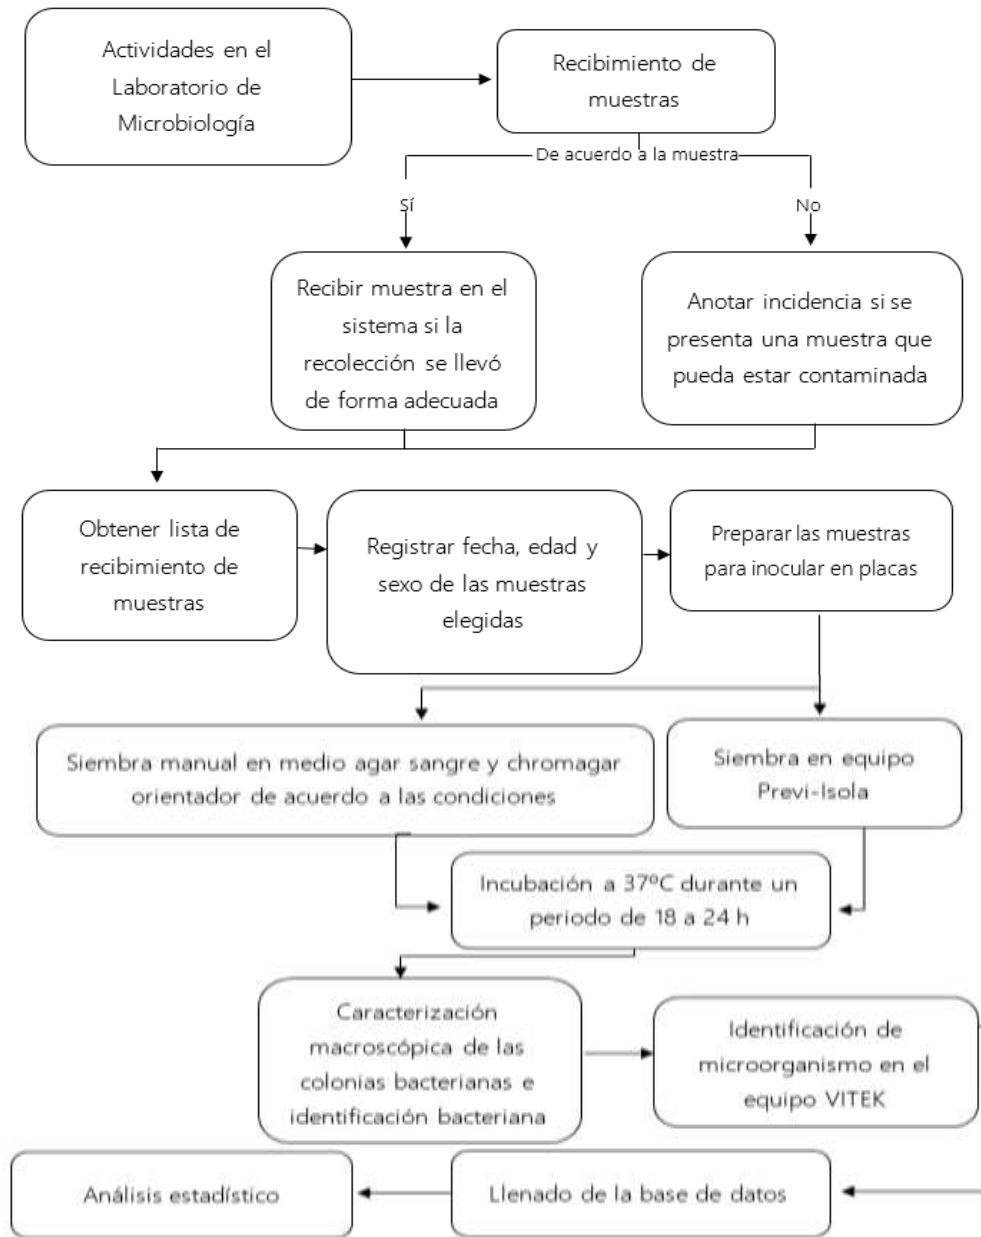 Actividades en el
Laboratorio de
Microbiología
Recibimiento de
muestras
De acuerdo a la muestra
Sí
No
Recibir muestra en el
sistema si la
recolección se llevó
de forma adecuada
Anotar incidencia si se
presenta una muestra que
pueda estar contaminada
Obtener lista de
recibimiento de
muestras
Registrar fecha, edad y
sexo de las muestras
elegidas
Preparar las muestras
para inocular en placas
Siembra manual en medio agar sangre y chromagar
orientador de acuerdo a las condiciones
Siembra en equipo
Previ-Isola
Incubación a 37ºC durante un
periodo de 18 a 24 h
Caracterización
macroscópica de las
colonias bacterianas e
identificación bacteriana
Identificación de
microorganismo en el
equipo VITEK
Análisis estadístico
Llenado de la base de datos